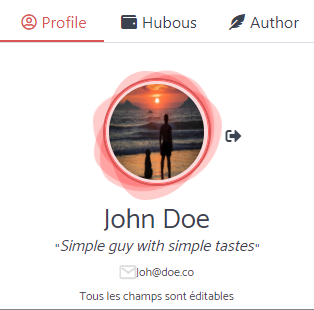 Profile Hubous Author
John Doe
"Simple guy with simple tastes"
Joh@doe.co
Tous les champs sont éditables